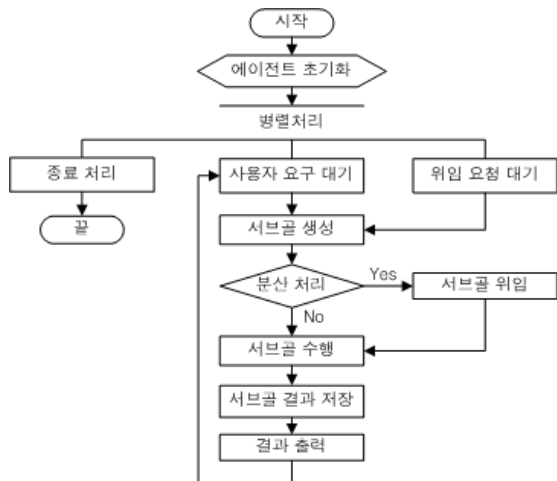 시작
에이전트 초기화
병렬처리
종료 처리
사용자 요구 대기
위임 요청 대기
끝
서브골 생성
분산 처리
Yes
서브골 위임
No
서브골 수행
서브골 결과 저장
결과 출력